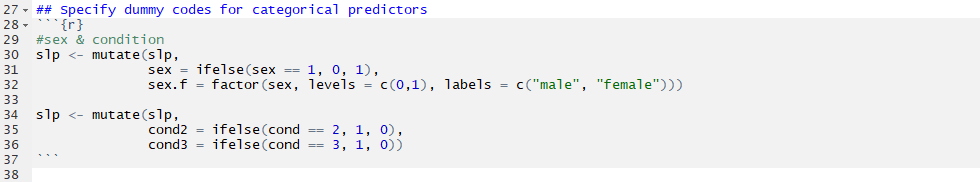 27 ## Specify dummy codes for categorical predictors
28 ```{r}
29 #sex & condition
30 slp <- mutate(slp,
31 sex = ifelse(sex == 1, 0, 1),
32 sex.f = factor(sex, levels = c(0,1), labels = c("male", "female")))
33
34 slp <- mutate(slp,
35 cond2 = ifelse(cond == 2, 1, 0),
36 cond3 = ifelse(cond == 3, 1, 0))
37 ```
38